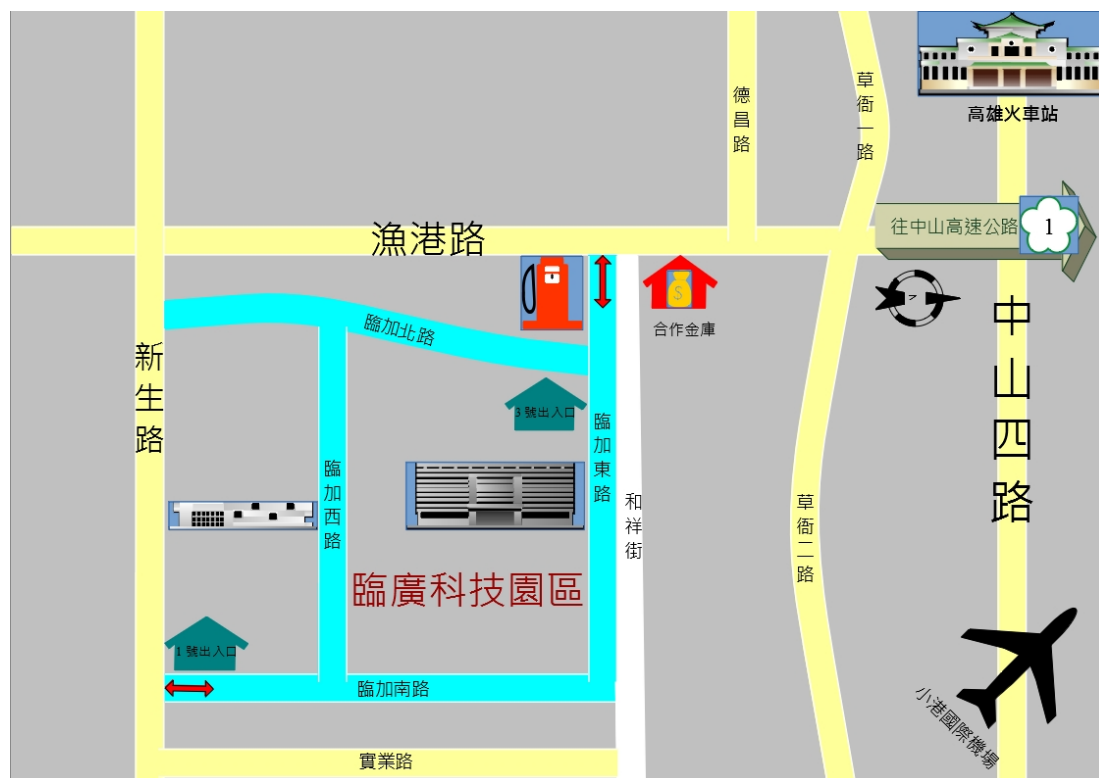 高雄火車站
德昌路
草衙一路
漁港路
往中山高速公路
1
合作金庫
$
中山四路
臨加北路
新生路
3 號出入口
臨加東路
臨加西路
和祥街
草衙二路
臨廣科技園區
1 號出入口
臨加南路
小港國際機場
實業路